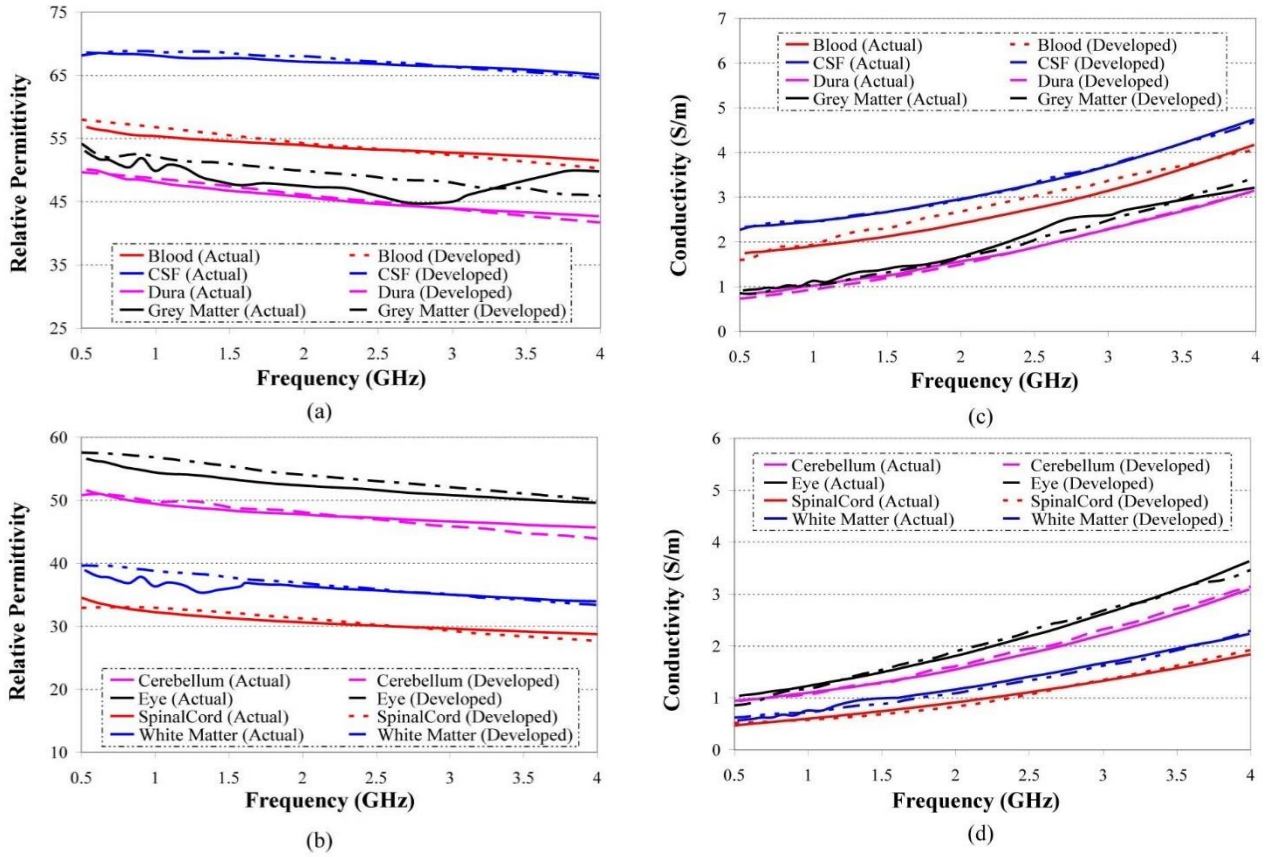 75
65
55
45
35
25
Relative Permittivity
Blood (Actual) Blood (Developed)
CSF (Actual) CSF (Developed)
Dura (Actual) Dura (Developed)
Grey Matter (Actual) Grey Matter (Developed)
0.5 1 1.5 2 2.5 3 3.5 4
Frequency (GHz)
(a)
7
6
5
4
3
2
1
0
Conductivity (S/m)
Blood (Actual) Blood (Developed)
CSF (Actual) CSF (Developed)
Dura (Actual) Dura (Developed)
Grey Matter (Actual) Grey Matter (Developed)
0.5 1 1.5 2 2.5 3 3.5 4
Frequency (GHz)
(c)
60
50
40
30
20
10
Relative Permittivity
Cerebellum (Actual) Cerebellum (Developed)
Eye (Actual) Eye (Developed)
SpinalCord (Actual) SpinalCord (Developed)
White Matter (Actual) White Matter (Developed)
0.5 1 1.5 2 2.5 3 3.5 4
Frequency (GHz)
(b)
6
5
4
3
2
1
0
Conductivity (S/m)
Cerebellum (Actual) Cerebellum (Developed)
Eye (Actual) Eye (Developed)
SpinalCord (Actual) SpinalCord (Developed)
White Matter (Actual) White Matter (Developed)
0.5 1 1.5 2 2.5 3 3.5 4
Frequency (GHz)
(d)